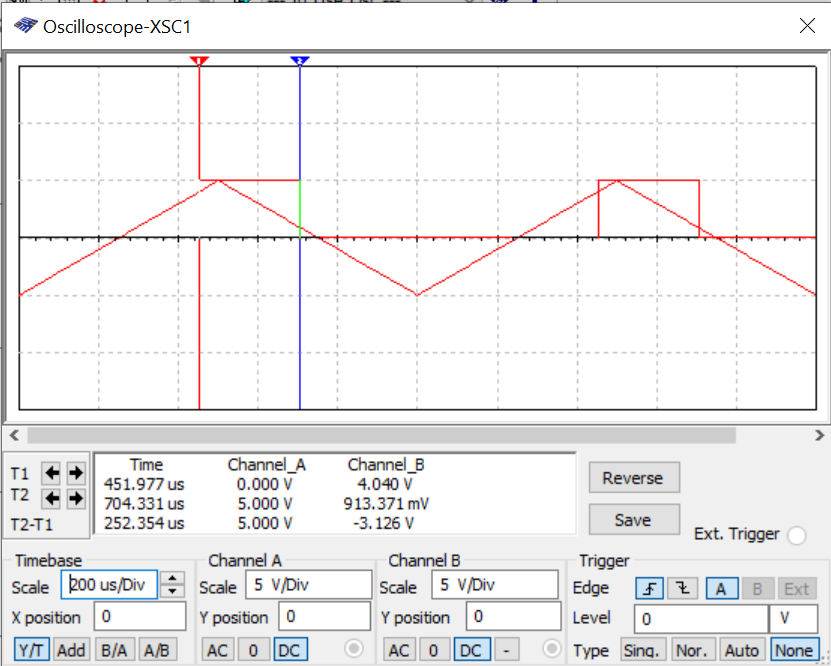 Oscilloscope-XSC1
1 2
T1
T2
T2-T1
Time Channel_A Channel_B
451.977 us 0.000 V 4.040 V
704.331 us 5.000 V 913.371 mV
252.354 us 5.000 V -3.126 V
Reverse
Save
Ext. Trigger
Timebase
Scale 200 us/Div
X position 0
Y/T Add B/A A/B
Channel A
Scale 5 V/Div
Y position 0
AC 0 DC
Channel B
Scale 5 V/Div
Y position 0
AC 0 DC -
Trigger
Edge A B Ext
Level 0 V
Type Sing. Nor. Auto None